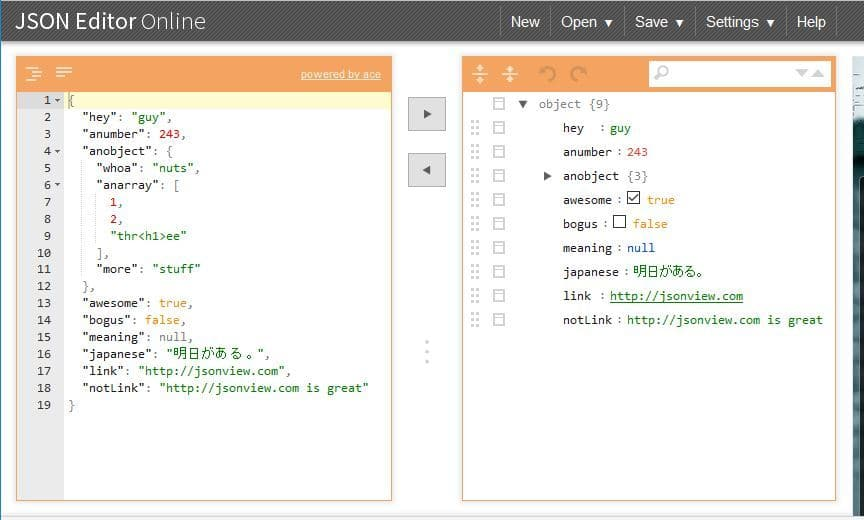 JSON Editor Online
New Open ▼ Save ▼ Settings ▼ Help
powered by ace
1 {
2 "hey": "guy",
3 "anumber": 243,
4 "anobject": {
5 "whoa": "nuts",
6 "anarray": [
7 1,
8 2,
9 "thr<h1>ee"
10 ],
11 "more": "stuff"
12 },
13 "awesome": true,
14 "bogus": false,
15 "meaning": null,
16 "japanese": "明日がある。",
17 "link": "http://jsonview.com",
18 "notLink": "http://jsonview.com is great"
19 }
object {9}
hey : guy
anumber : 243
anobject {3}
awesome : true
bogus : false
meaning : null
japanese : 明日がある。
link : http://jsonview.com
notLink : http://jsonview.com is great